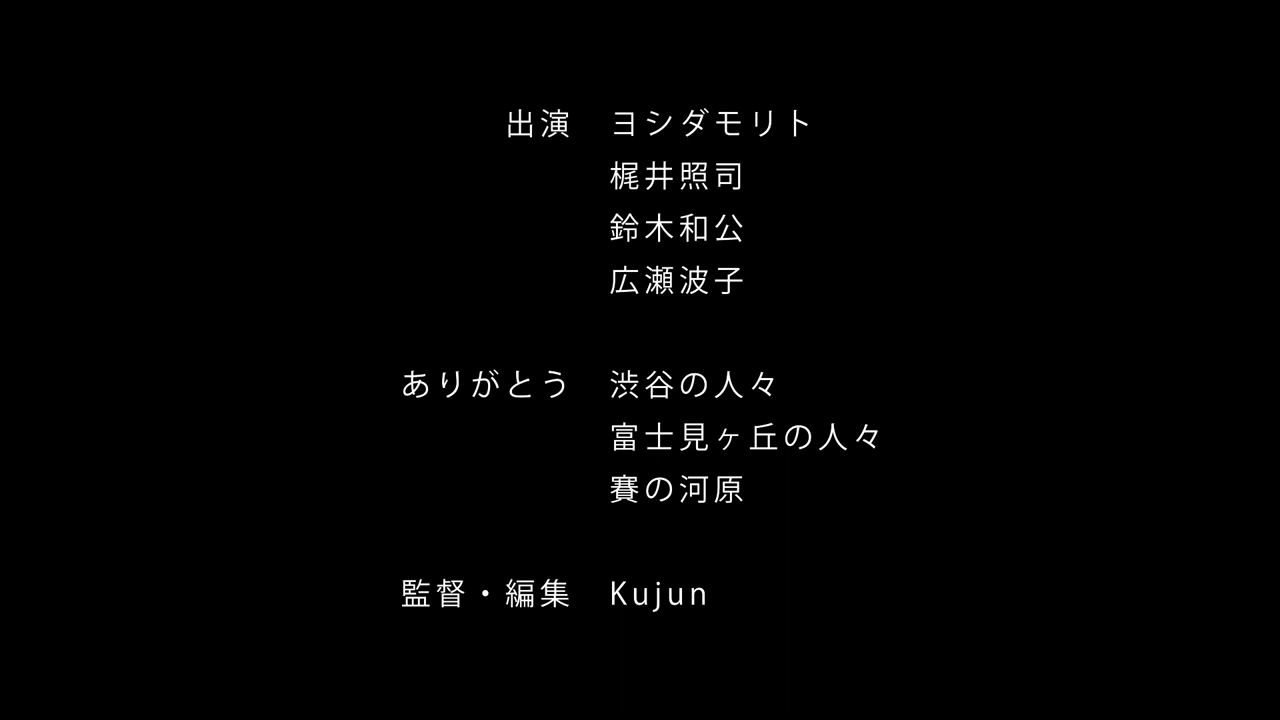 出演 ヨシダモリト
梶井照司
鈴木和公
広瀬波子
ありがとう 渋谷の人々
富士見ヶ丘の人々
賽の河原
監督・編集 Kujun